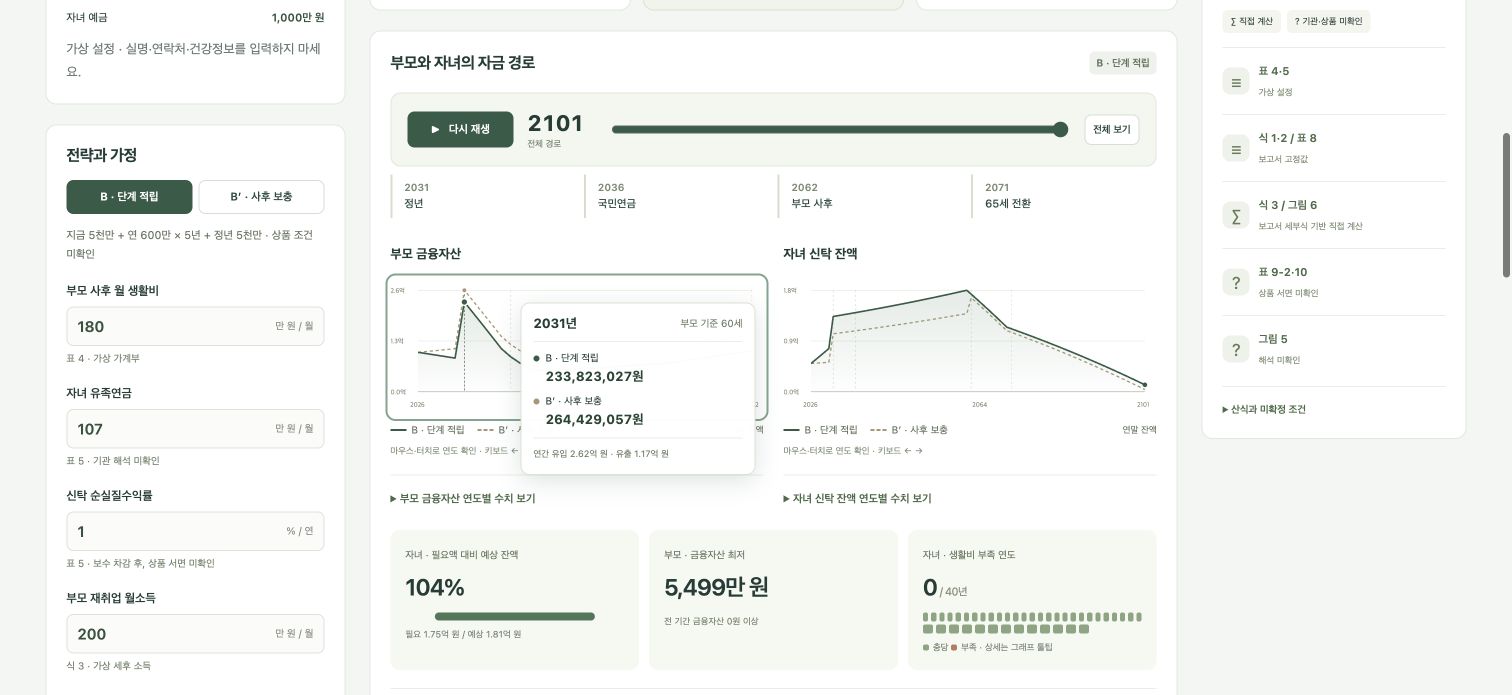 자녀 예금 1,000만 원
가상 설정 · 실명·연락처·건강정보를 입력하지 마세
요.
전략과 가정
B · 단계 적립
B′ · 사후 보충
지금 5천만 + 연 600만 × 5년 + 정년 5천만 · 상품 조건
미확인
부모 사후 월 생활비
180 만 원 / 월
표 4 · 가상 가계부
자녀 유족연금
107 만 원 / 월
표 5 · 기관 해석 미확인
신탁 순실질수익률
1 % / 연
표 5 · 보수 차감 후, 상품 서면 미확인
부모 재취업 월소득
200 만 원 / 월
식 3 · 가상 세후 소득
부모와 자녀의 자금 경로
B · 단계 적립
▶ 다시 재생
2101
전체 경로
전체 보기
2031
정년
2036
국민연금
2062
부모 사후
2071
65세 전환
부모 금융자산
2.6억
1.3억
0.0억
2026
2
B · 단계 적립
B′ · 사
액
마우스·터치로 연도 확인 · 키보드 ←
2031년
부모 기준 60세
B · 단계 적립
233,823,027원
B′ · 사후 보충
264,429,057원
연간 유입 2.62억 원 · 유출 1.17억 원
자녀 신탁 잔액
1.8억
0.9억
0.0억
2026
2064
2101
B · 단계 적립
B′ · 사후 보충
연말 잔액
마우스·터치로 연도 확인 · 키보드 ← →
▶ 부모 금융자산 연도별 수치 보기
▶ 자녀 신탁 잔액 연도별 수치 보기
자녀 · 필요액 대비 예상 잔액
104%
필요 1.75억 원 / 예상 1.81억 원
부모 · 금융자산 최저
5,499만 원
전 기간 금융자산 0원 이상
자녀 · 생활비 부족 연도
0 / 40년
충당 부족 · 상세는 그래프 툴팁
∑ 직접 계산
? 기관·상품 미확인
≡ 표 4·5
가상 설정
≡ 식 1·2 / 표 8
보고서 고정값
∑ 식 3 / 그림 6
보고서 세부식 기반 직접 계산
? 표 9-2·10
상품 서면 미확인
? 그림 5
해석 미확인
▶ 산식과 미확정 조건